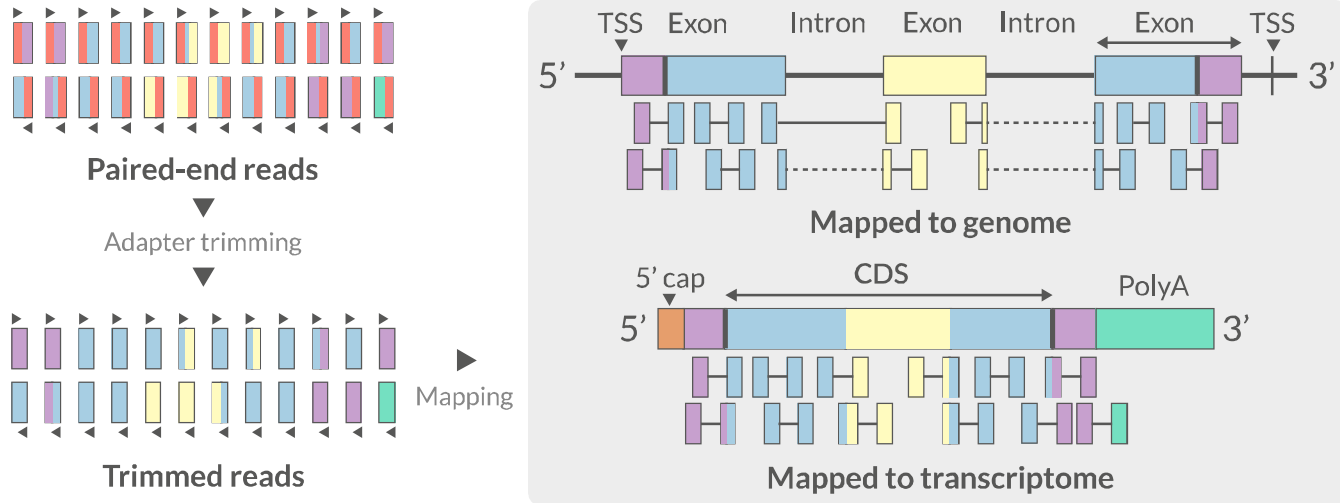 Paired-end reads
Adapter trimming
Trimmed reads
Mapping
TSS Exon Intron Exon Intron Exon TSS
5’ 3’
Mapped to genome
5’ cap CDS PolyA
5’ 3’
Mapped to transcriptome